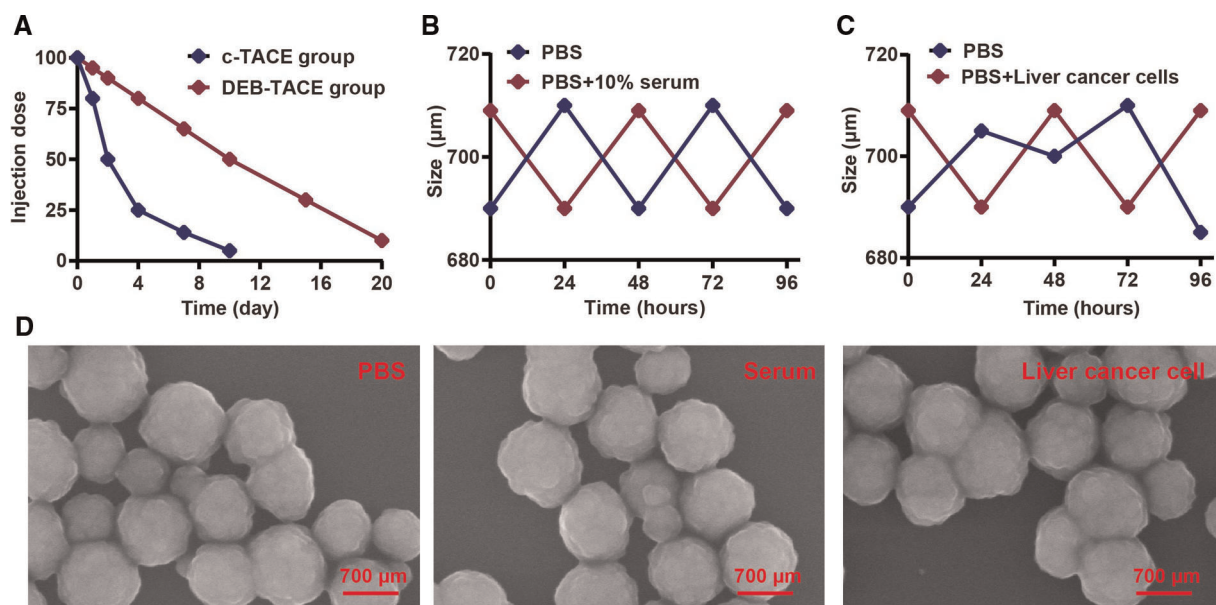 A
c-TACE group
DEB-TACE group
Injection dose
100
75
50
25
0
0 4 8 12 16 20
Time (day)
B
PBS
PBS+10% serum
Size (μm)
720
700
680
0 24 48 72 96
Time (hours)
C
PBS
PBS+Liver cancer cells
Size (μm)
720
700
680
0 24 48 72 96
Time (hours)
D
PBS
700 μm
Serum
700 μm
Liver cancer cell
700 μm